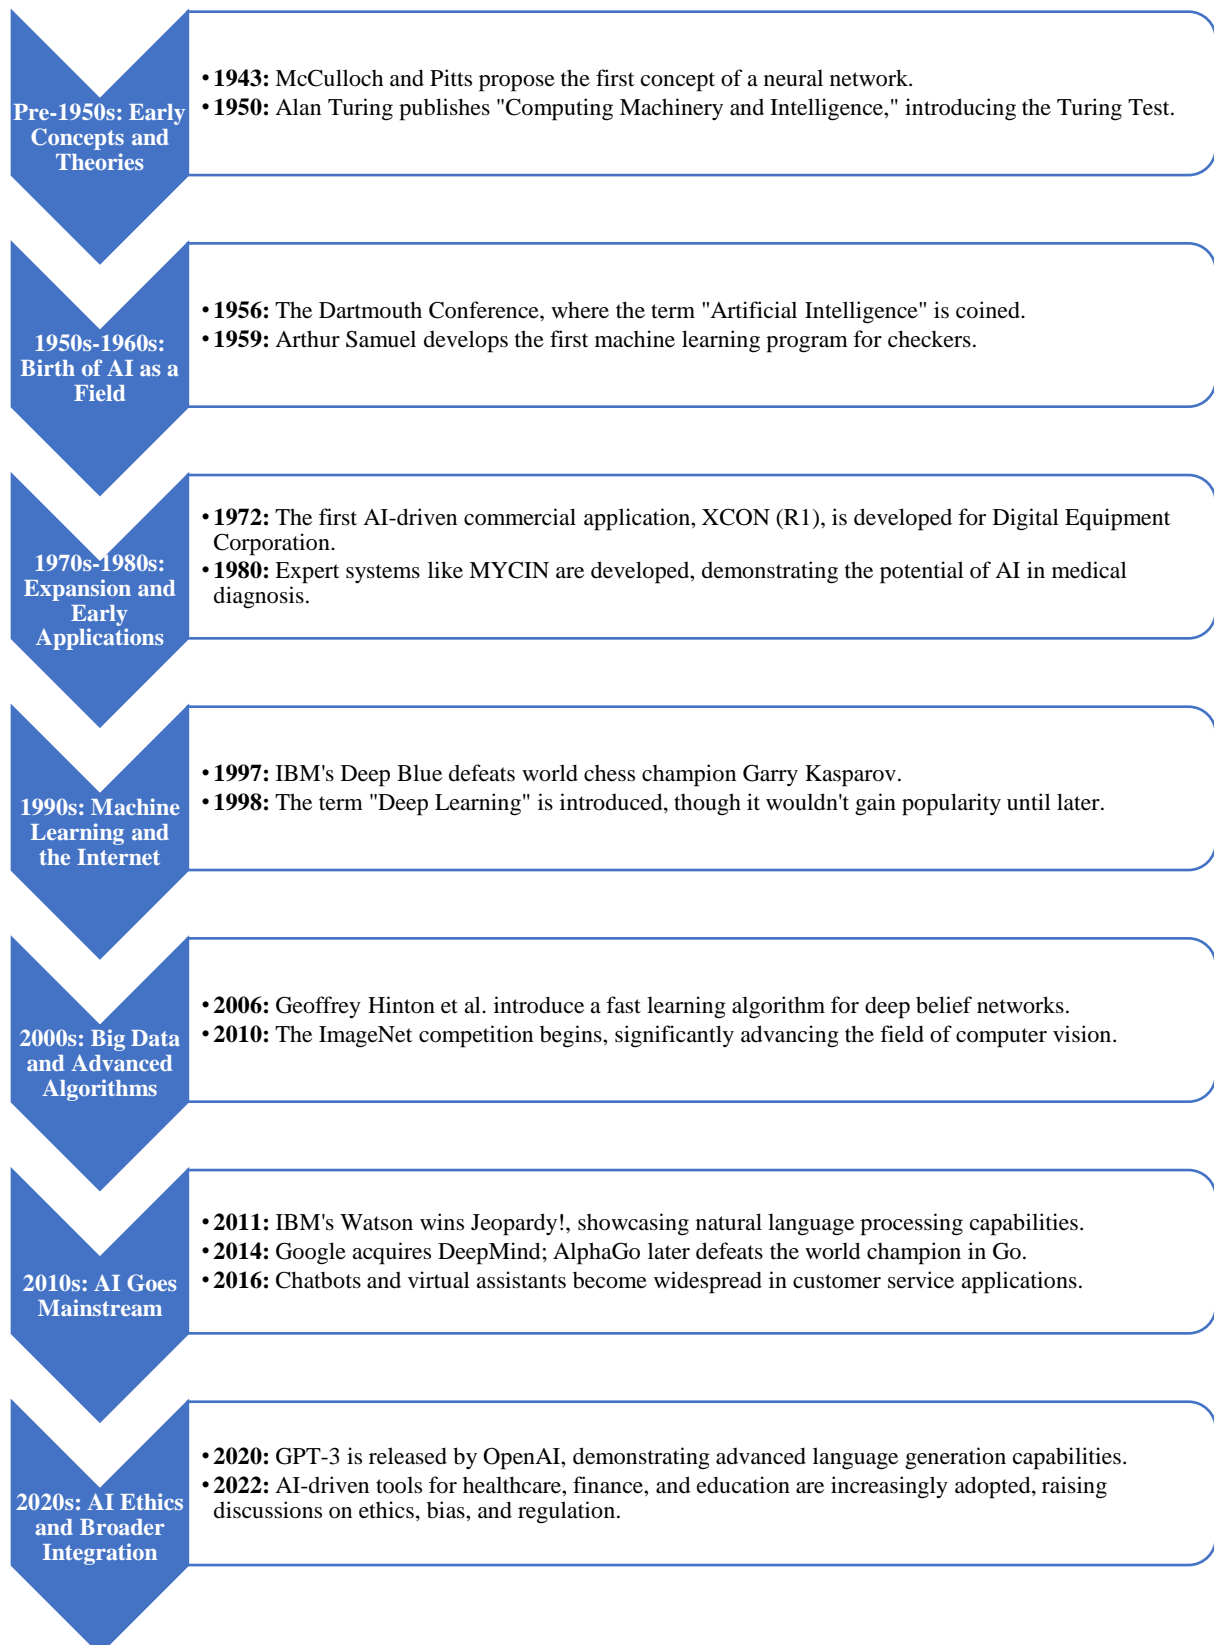 Pre-1950s: Early
Concepts and
Theories
• 1943: McCulloch and Pitts propose the first concept of a neural network.
• 1950: Alan Turing publishes "Computing Machinery and Intelligence," introducing the Turing Test.
1950s-1960s:
Birth of AI as a
Field
• 1956: The Dartmouth Conference, where the term "Artificial Intelligence" is coined.
• 1959: Arthur Samuel develops the first machine learning program for checkers.
1970s-1980s:
Expansion and
Early
Applications
• 1972: The first AI-driven commercial application, XCON (R1), is developed for Digital Equipment
Corporation.
• 1980: Expert systems like MYCIN are developed, demonstrating the potential of AI in medical
diagnosis.
1990s: Machine
Learning and
the Internet
• 1997: IBM's Deep Blue defeats world chess champion Garry Kasparov.
• 1998: The term "Deep Learning" is introduced, though it wouldn't gain popularity until later.
2000s: Big Data
and Advanced
Algorithms
• 2006: Geoffrey Hinton et al. introduce a fast learning algorithm for deep belief networks.
• 2010: The ImageNet competition begins, significantly advancing the field of computer vision.
2010s: AI Goes
Mainstream
• 2011: IBM's Watson wins Jeopardy!, showcasing natural language processing capabilities.
• 2014: Google acquires DeepMind; AlphaGo later defeats the world champion in Go.
• 2016: Chatbots and virtual assistants become widespread in customer service applications.
2020s: AI Ethics
and Broader
Integration
• 2020: GPT-3 is released by OpenAI, demonstrating advanced language generation capabilities.
• 2022: AI-driven tools for healthcare, finance, and education are increasingly adopted, raising
discussions on ethics, bias, and regulation.